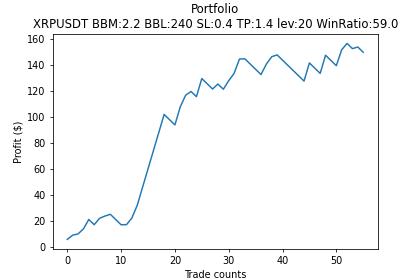 Portfolio
XRPUSDT BBM:2.2 BBL:240 SL:0.4 TP:1.4 lev:20 WinRatio:59.0
160
140
120
100
80
60
40
20
0
Profit ($)
0 10 20 30 40 50
Trade counts